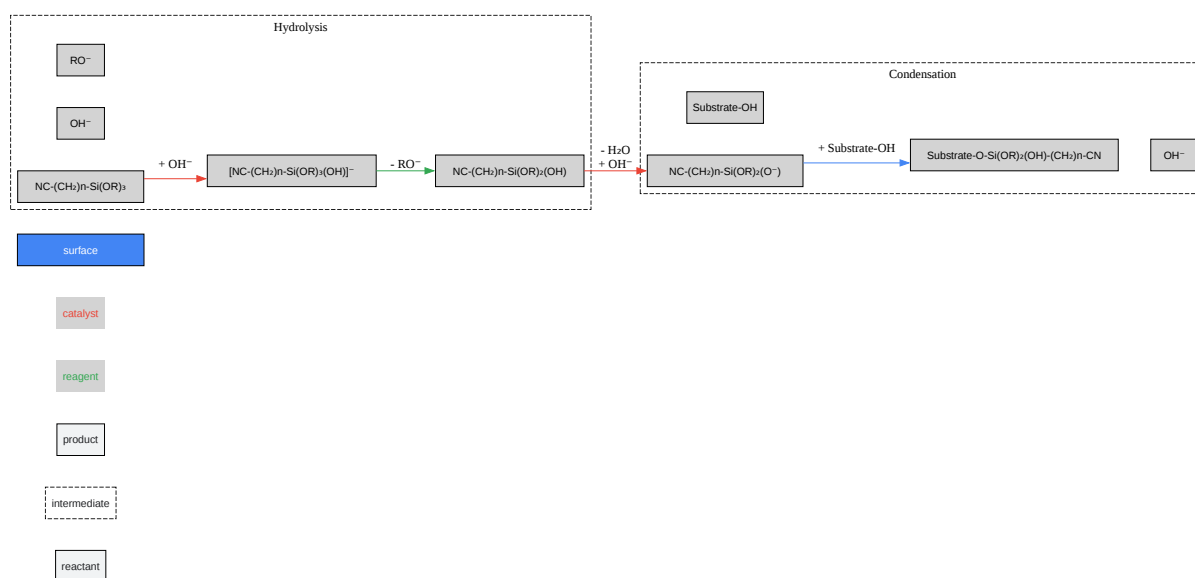 Hydrolysis
RO⁻
OH⁻
NC-(CH₂)n-Si(OR)₃
+ OH⁻
[NC-(CH₂)n-Si(OR)₃(OH)]⁻
- RO⁻
NC-(CH₂)n-Si(OR)₂(OH)
- H₂O
+ OH⁻
Condensation
Substrate-OH
NC-(CH₂)n-Si(OR)₂(O⁻)
+ Substrate-OH
Substrate-O-Si(OR)₂(OH)-(CH₂)n-CN
OH⁻
surface
catalyst
reagent
product
intermediate
reactant